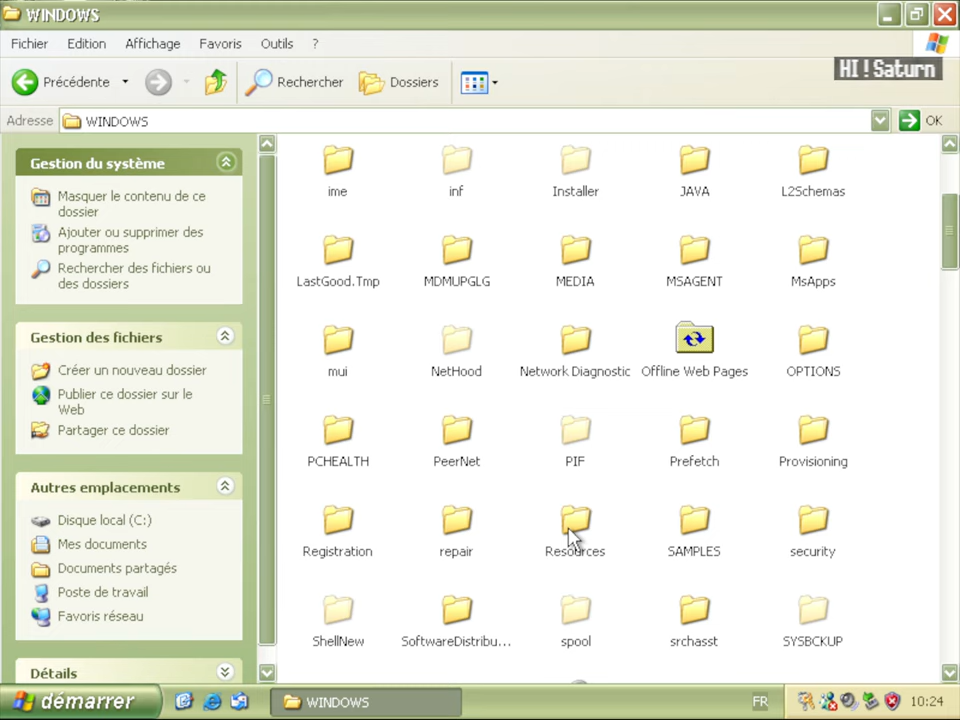 WINDOWS
Fichier Edition Affichage Favoris Outils ?
HI ! Saturn
Précédente Rechercher Dossiers
Adresse WINDOWS OK
Gestion du système
Masquer le contenu de ce
dossier
Ajouter ou supprimer des
programmes
Rechercher des fichiers ou
des dossiers
Gestion des fichiers
Créer un nouveau dossier
Publier ce dossier sur le
Web
Partager ce dossier
Autres emplacements
Disque local (C:)
Mes documents
Documents partagés
Poste de travail
Favoris réseau
Détails
ime inf Installer JAVA L2Schemas
LastGood.Tmp MDMUPGLG MEDIA MSAGENT MsApps
mui NetHood Network Diagnostic Offline Web Pages OPTIONS
PCHEALTH PeerNet PIF Prefetch Provisioning
Registration repair Resources SAMPLES security
ShellNew SoftwareDistribu... spool srchasst SYSBCKUP
démarrer WINDOWS FR 10:24